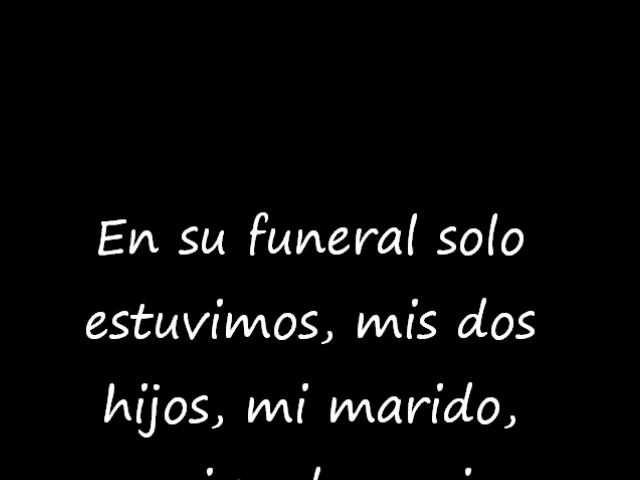 En su funeral solo
estuvimos, mis dos
hijos, mi marido,